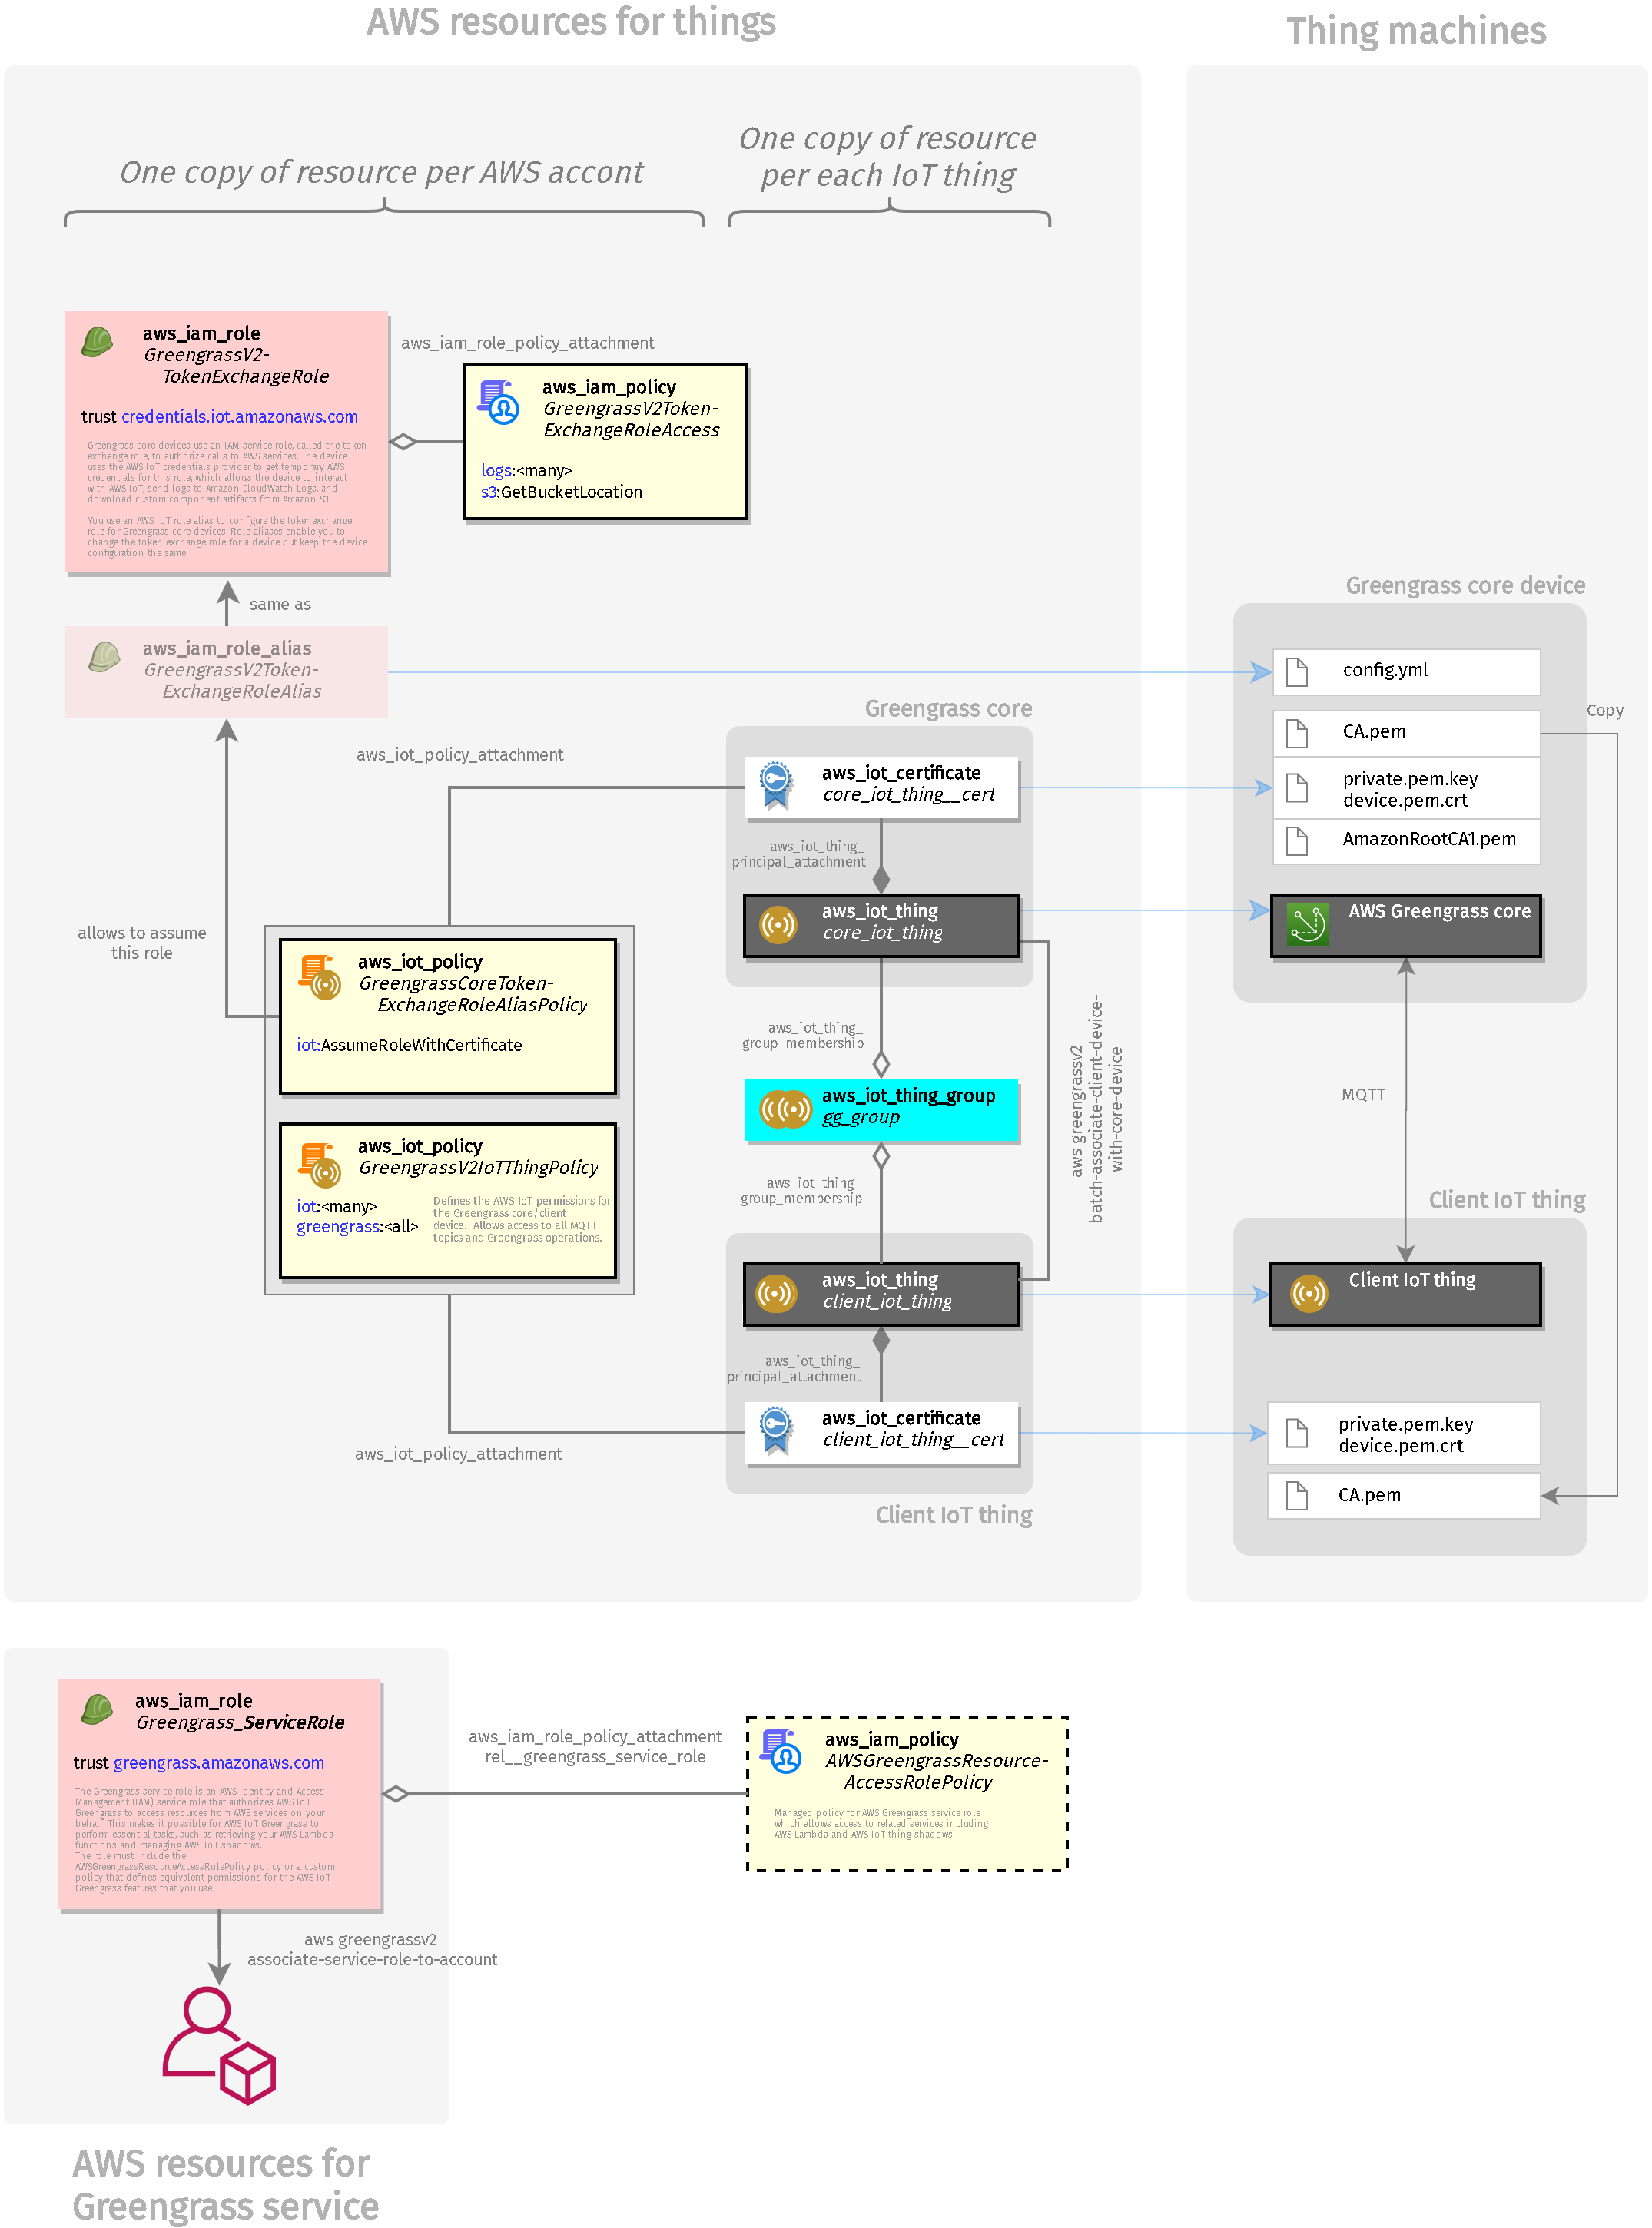 AWS resources for things
Thing machines
One copy of resource per AWS accont
One copy of resource
per each IoT thing
aws_iam_role
GreengrassV2-
TokenExchangeRole
trust credentials.iot.amazonaws.com
Greengrass core devices use an IAM service role, called the token
exchange role, to authorize calls to AWS services. The device
uses the AWS IoT credentials provider to get temporary AWS
credentials for this role, which allows the device to interact
with AWS IoT, send logs to Amazon CloudWatch Logs, and
download custom component artifacts from Amazon S3.
You use an AWS IoT role alias to configure the tokenexchange
role for Greengrass core devices. Role aliases enable you to
change the token exchange role for a device but keep the device
configuration the same.
aws_iam_role_policy_attachment
aws_iam_policy
GreengrassV2Token-
ExchangeRoleAccess
logs:<many>
s3:GetBucketLocation
same as
aws_iam_role_alias
GreengrassV2Token-
ExchangeRoleAlias
allows to assume
this role
aws_iot_policy_attachment
aws_iot_policy
GreengrassCoreToken-
ExchangeRoleAliasPolicy
iot:AssumeRoleWithCertificate
aws_iot_policy
GreengrassV2IoTThingPolicy
iot:<many>
greengrass:<all>
Defines the AWS IoT permissions for
the Greengrass core/client
device. Allows access to all MQTT
topics and Greengrass operations.
aws_iot_policy_attachment
Greengrass core
aws_iot_certificate
core_iot_thing__cert
aws_iot_thing_
principal_attachment
aws_iot_thing
core_iot_thing
aws_iot_thing_
group_membership
aws_iot_thing_group
gg_group
aws_iot_thing_
group_membership
aws greengrassv2
batch-associate-client-device-
with-core-device
aws_iot_thing
client_iot_thing
aws_iot_thing_
principal_attachment
aws_iot_certificate
client_iot_thing__cert
Client IoT thing
Greengrass core device
config.yml
CA.pem
Copy
private.pem.key
device.pem.crt
AmazonRootCA1.pem
AWS Greengrass core
MQTT
Client IoT thing
Client IoT thing
private.pem.key
device.pem.crt
CA.pem
aws_iam_role
Greengrass_ServiceRole
trust greengrass.amazonaws.com
The Greengrass service role is an AWS Identity and Access
Management (IAM) service role that authorizes AWS IoT
Greengrass to access resources from AWS services on your
behalf. This makes it possible for AWS IoT Greengrass to
perform essential tasks, such as retrieving your AWS Lambda
functions and managing AWS IoT shadows.
The role must include the
AWSGreengrassResourceAccessRolePolicy policy or a custom
policy that defines equivalent permissions for the AWS IoT
Greengrass features that you use
aws_iam_role_policy_attachment
rel__greengrass_service_role
aws_iam_policy
AWSGreengrassResource-
AccessRolePolicy
Managed policy for AWS Greengrass service role
which allows access to related services including
AWS Lambda and AWS IoT thing shadows.
aws greengrassv2
associate-service-role-to-account
AWS resources for
Greengrass service